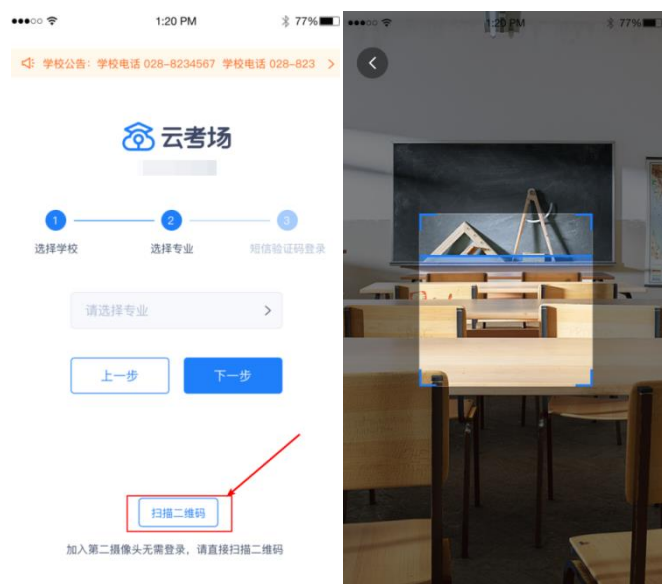 1:20 PM
77%
学校公告：学校电话 028-8234567 学校电话 028-823
云考场
1
2
3
选择学校
选择专业
短信验证码登录
请选择专业
上一步
下一步
扫描二维码
加入第二摄像头无需登录，请直接扫描二维码
1:20 PM
77%